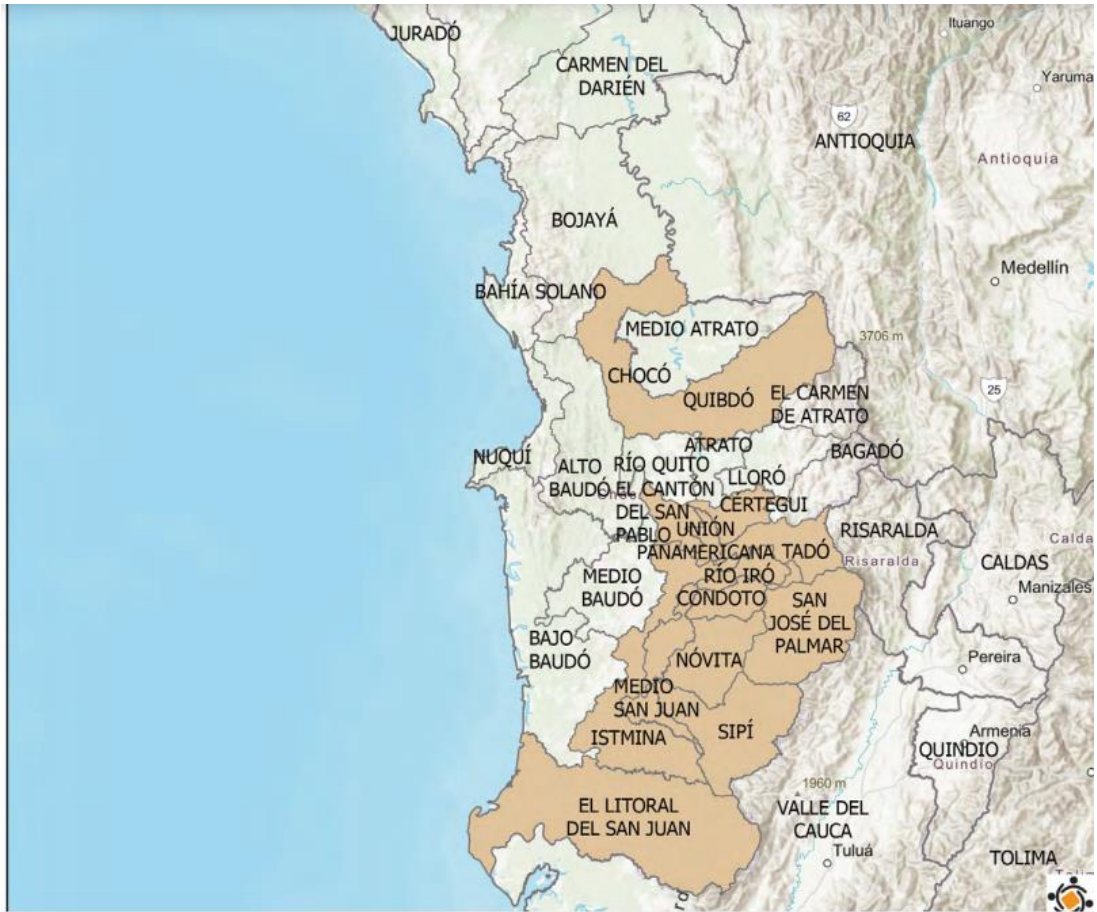 JURADÓ
Ituango
CARMEN DEL
DARIÉN
Yaruma
62
ANTIOQUIA
Antioquia
BOJAYÁ
Medellín
BAHÍA SOLANO
MEDIO ATRATO
3706 m
CHOCÓ
25
QUIBDÓ
EL CARMEN
DE ATRATO
ATRATO
BAGADÓ
NUQUÍ
ALTO
BAUDÓ
RÍO QUITO
LLORÓ
EL CANTÓN
DEL SAN
PABLO
CÉRTEGUI
UNIÓN
PANAMERICANA
TADÓ
RISARALDA
Risaralda
CALDAS
Calda
MEDIO
BAUDÓ
RÍO IRÓ
CONDOTO
SAN
JOSÉ DEL
PALMAR
Manizales
BAJO
BAUDÓ
NÓVITA
Pereira
MEDIO
SAN JUAN
ISTMINA
SIPÍ
Armenia
QUINDIO
Quindio
1960 m
EL LITORAL
DEL SAN JUAN
VALLE DEL
CAUCA
Tuluá
TOLIMA